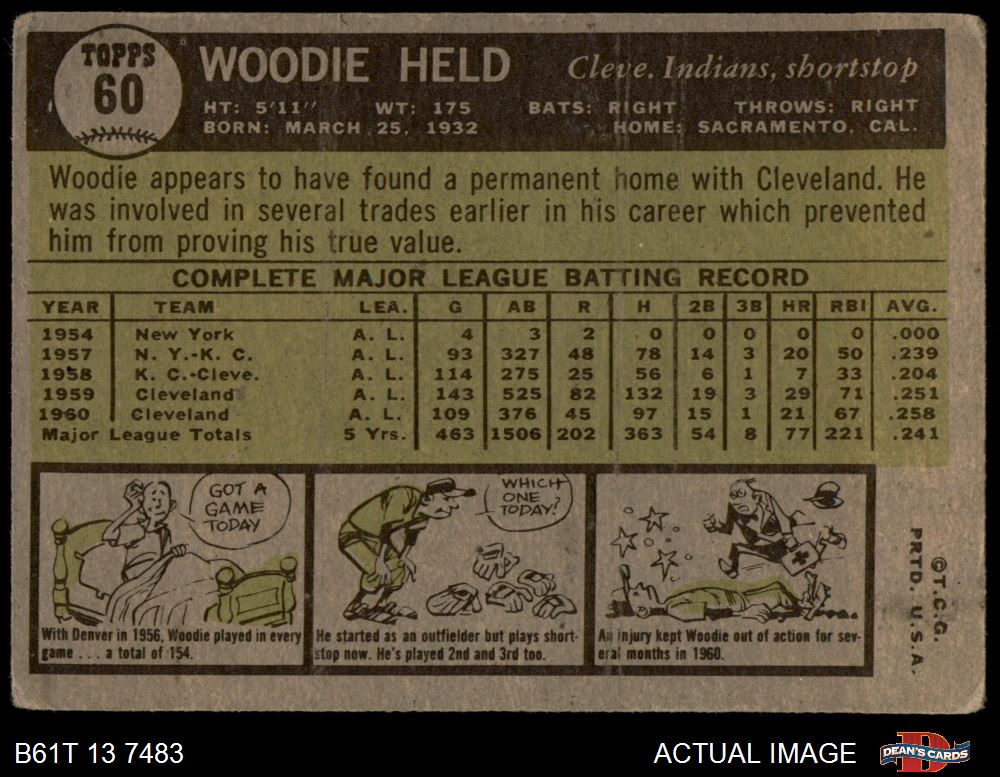 TOPPS
60
WOODIE HELD
Cleve. Indians, shortstop
HT: 5'11" WT: 175 BATS: RIGHT THROWS: RIGHT
BORN: MARCH 25, 1932 HOME: SACRAMENTO, CAL.
Woodie appears to have found a permanent home with Cleveland. He
was involved in several trades earlier in his career which prevented
him from proving his true value.
COMPLETE MAJOR LEAGUE BATTING RECORD
YEAR TEAM LEA. G AB R H 2B 3B HR RBI AVG.
1954 New York A. L. 4 3 2 0 0 0 0 0 .000
1957 N. Y.-K. C. A. L. 93 327 48 78 14 3 20 50 .239
1958 K. C.-Cleve. A. L. 114 275 25 56 6 1 7 33 .204
1959 Cleveland A. L. 143 525 82 132 19 3 29 71 .251
1960 Cleveland A. L. 109 376 45 97 15 1 21 67 .258
Major League Totals 5 Yrs. 463 1506 202 363 54 8 77 221 .241
GOT A
GAME
TODAY
With Denver in 1956, Woodie played in every
game . . . a total of 154.
WHICH
ONE
TODAY?
He started as an outfielder but plays short-
stop now. He's played 2nd and 3rd too.
An injury kept Woodie out of action for sev-
eral months in 1960.
©T.C.G.
PRTD. U.S.A.
B61T 13 7483
ACTUAL IMAGE
D
DEAN'S CARDS